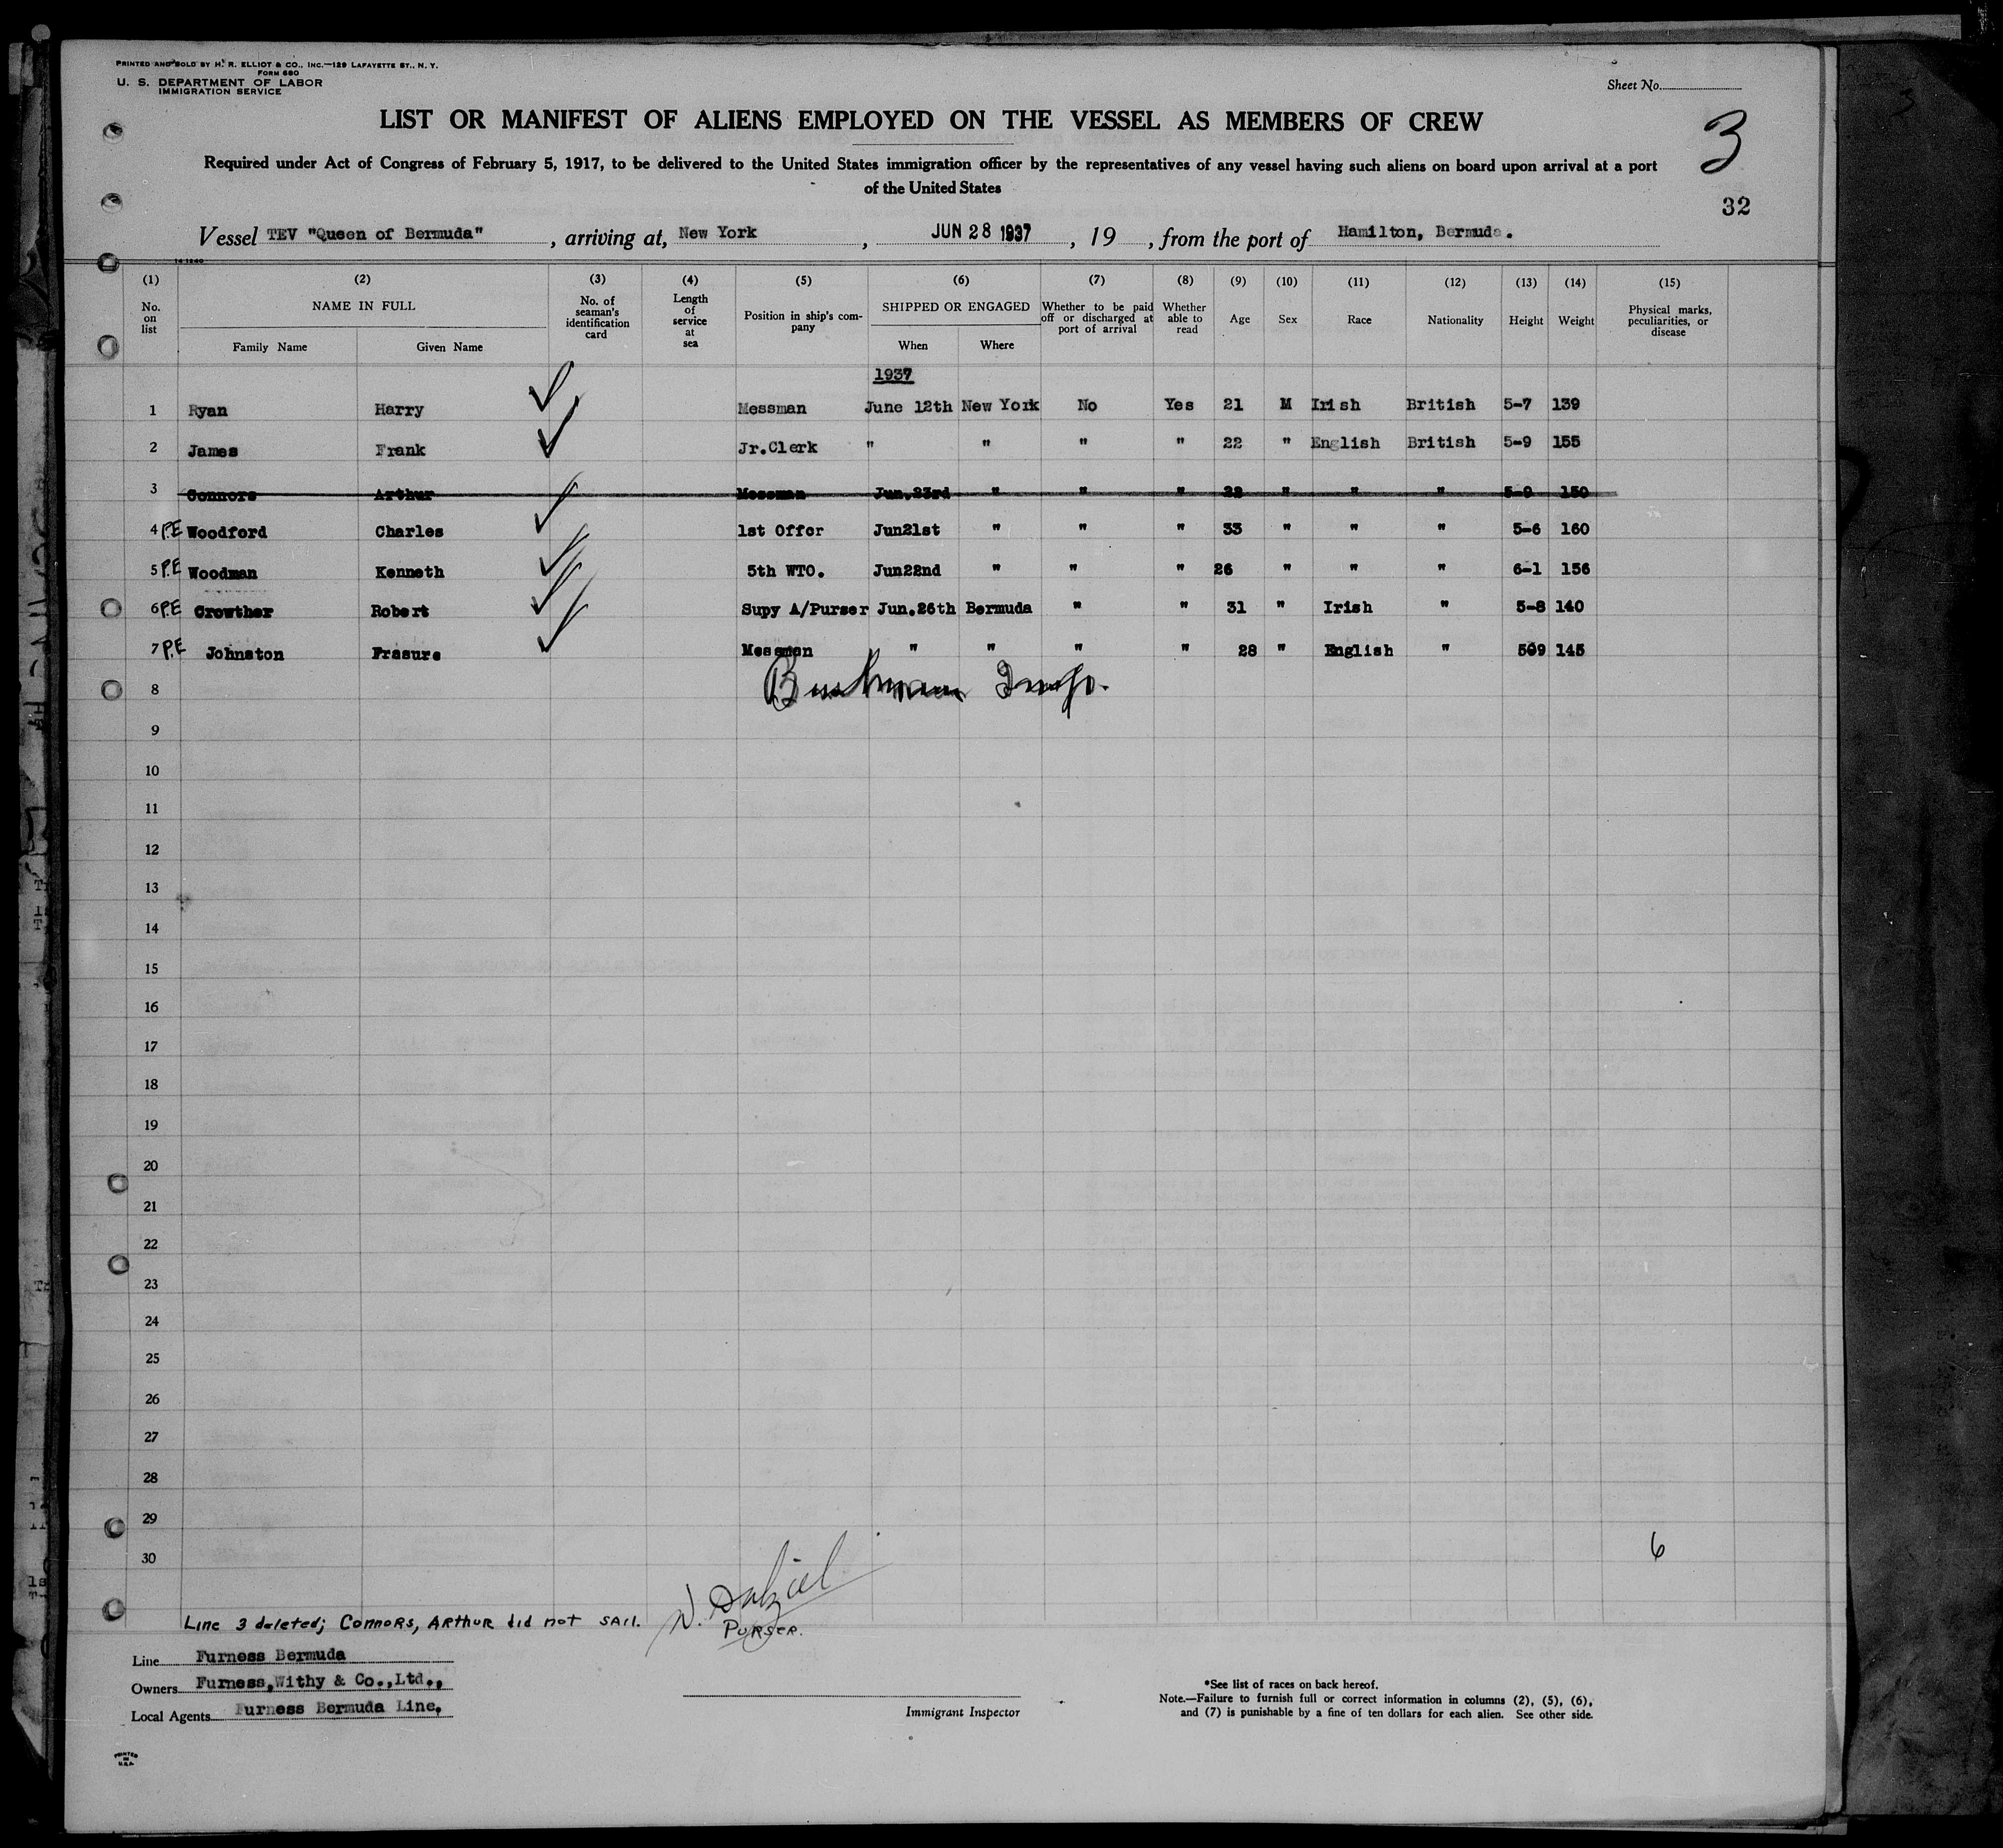 PRINTED AND SOLD BY H. R. ELLIOT & CO., INC.—129 LAFAYETTE ST., N. Y.
FORM 680
U. S. DEPARTMENT OF LABOR
IMMIGRATION SERVICE
Sheet No.
LIST OR MANIFEST OF ALIENS EMPLOYED ON THE VESSEL AS MEMBERS OF CREW
3
Required under Act of Congress of February 5, 1917, to be delivered to the United States immigration officer by the representatives of any vessel having such aliens on board upon arrival at a port
of the United States
32
Vessel TEV "Queen of Bermuda", arriving at, New York, JUN 28 1937, 19, from the port of Hamilton, Bermuda.
(1) (2) (3) (4) (5) (6) (7) (8) (9) (10) (11) (12) (13) (14) (15)
No. on list
NAME IN FULL
Family Name Given Name
No. of seaman's identification card
Length of service at sea
Position in ship's company
SHIPPED OR ENGAGED
When Where
Whether to be paid off or discharged at port of arrival
Whether able to read
Age
Sex
Race
Nationality
Height
Weight
Physical marks, peculiarities, or disease
1937
1 Ryan Harry Messman June 12th New York No Yes 21 M Irish British 5-7 139
2 James Frank Jr.Clerk " " " " 22 " English British 5-9 155
3 Connors Arthur Messman Jun.23rd " " " 22 " " " 5-9 150
4 P.E Woodford Charles 1st Offcr Jun21st " " " 33 " " " 5-6 160
5 P.E Woodman Kenneth 5th WTO. Jun22nd " " " 26 " " " 6-1 156
6 P.E Crowther Robert Supy A/Purser Jun.26th Bermuda " " 31 " Irish " 5-8 140
7 P.E Johnston Frasure Messman " " " " 28 " English " 509 145
8
9
10
11
12
13
14
15
16
17
18
19
20
21
22
23
24
25
26
27
28
29
30
6
Line 3 deleted; Connors, Arthur did not sail.
N. Dalziel
Purser.
Line Furness Bermuda
Owners Furness, Withy & Co., Ltd.,
Local Agents Furness Bermuda Line,
Immigrant Inspector
*See list of races on back hereof.
Note.—Failure to furnish full or correct information in columns (2), (5), (6),
and (7) is punishable by a fine of ten dollars for each alien. See other side.
PRINTED
IN
U.S.A.